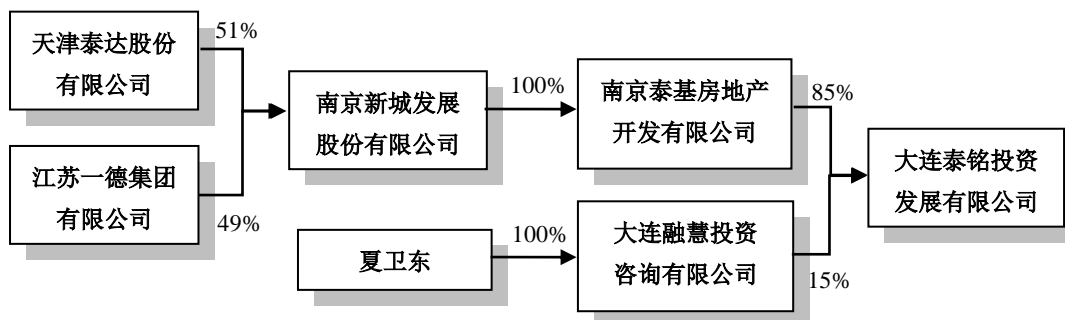 天津泰达股份
有限公司
51%
江苏一德集团
有限公司
49%
南京新城发展
股份有限公司
100%
南京泰基房地产
开发有限公司
85%
夏卫东
100%
大连融慧投资
咨询有限公司
15%
大连泰铭投资
发展有限公司